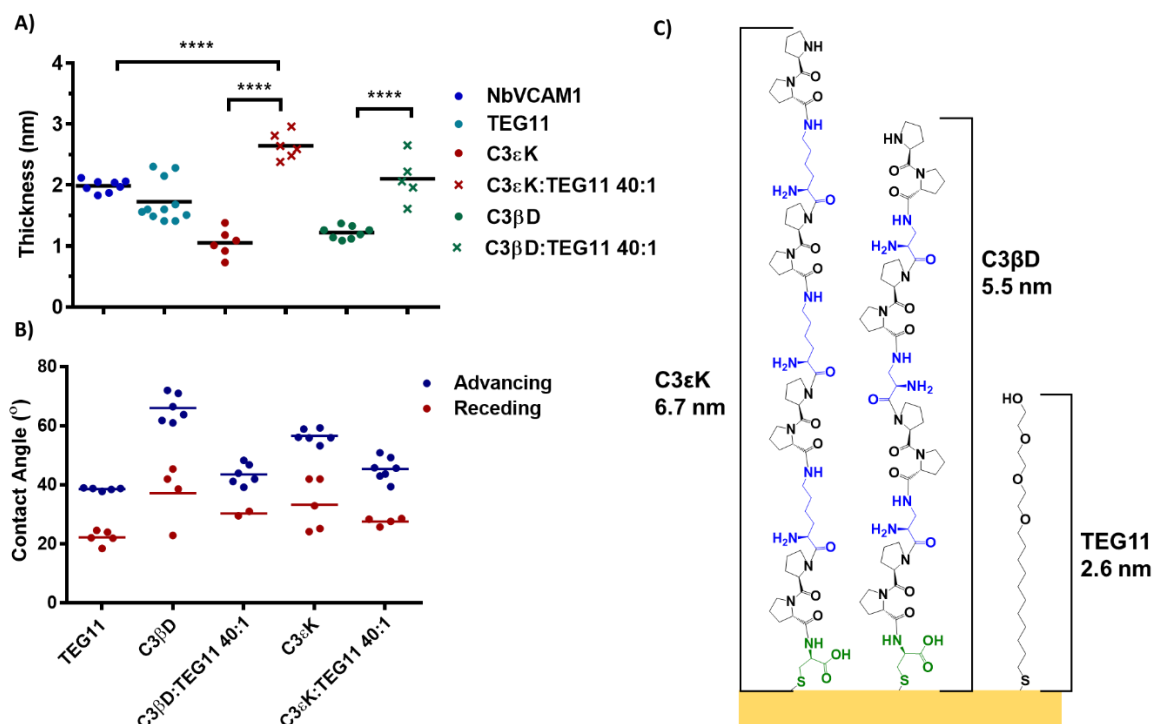 A)
****
****
****
4
3
2
1
0
Thickness (nm)
NbVCAM1
TEG11
C3εK
C3εK:TEG11 40:1
C3βD
C3βD:TEG11 40:1
B)
80
60
40
20
0
Contact Angle (°)
Advancing
Receding
TEG11
C3βD
C3βD:TEG11 40:1
C3εK
C3εK:TEG11 40:1
C)
C3εK
6.7 nm
C3βD
5.5 nm
TEG11
2.6 nm
NH
O
N
O
N
O
NH
H₂N
O
N
O
N
O
NH
H₂N
O
N
O
N
O
NH
H₂N
O
N
O
N
O
HN
OH
O
S
HN
O
N
O
HN
H₂N
O
N
O
N
O
NH
NH₂
O
N
O
N
O
NH
H₂N
O
N
O
N
O
HN
OH
O
S
HO
O
O
O
S